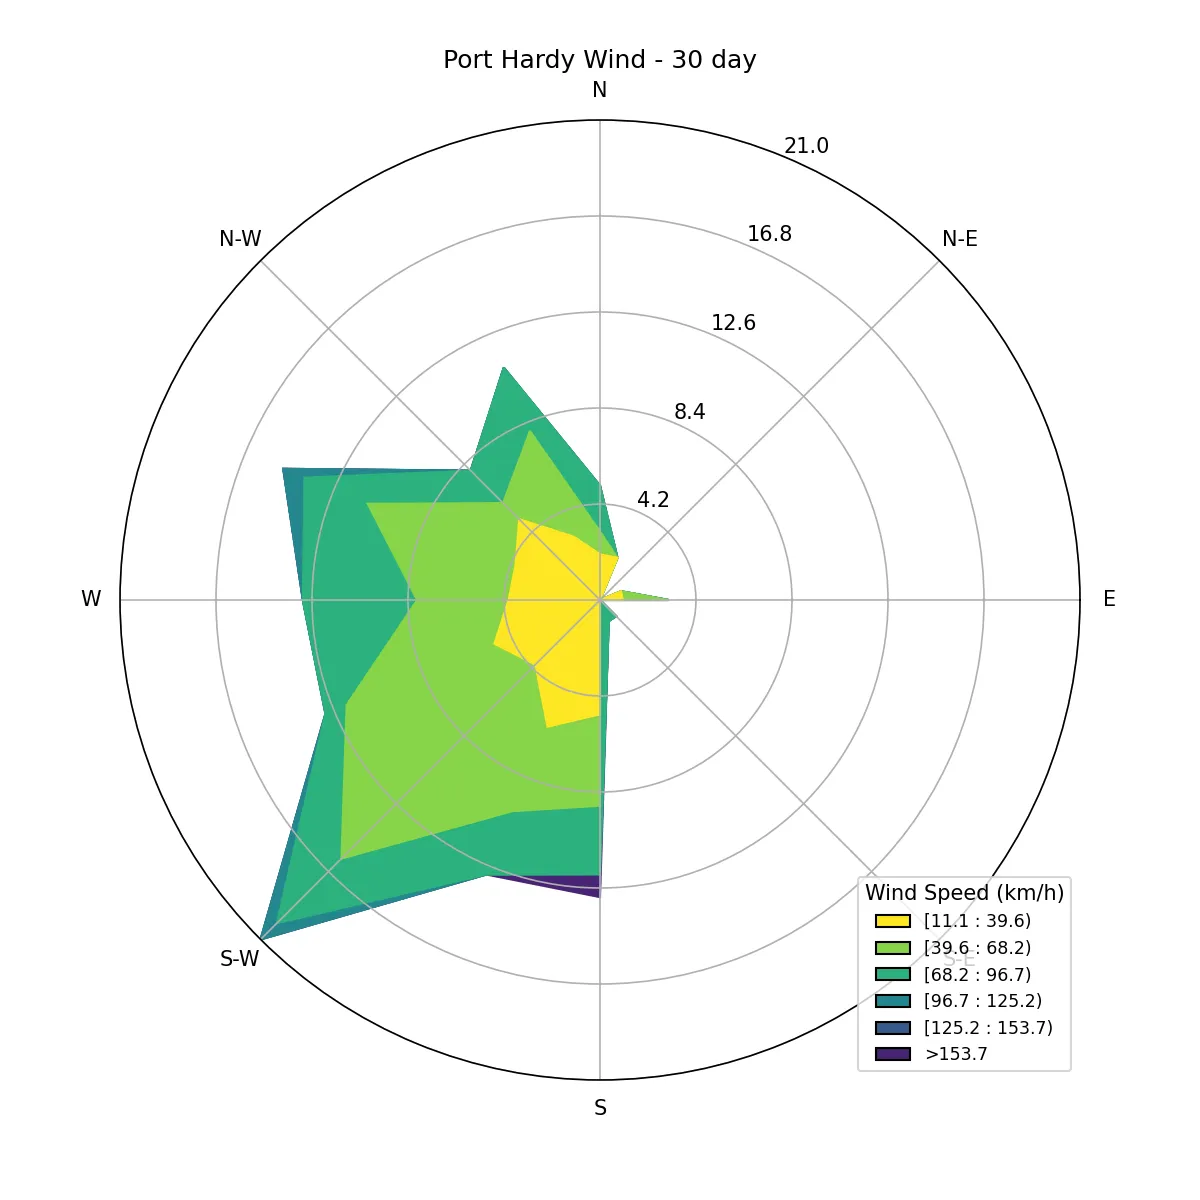 Port Hardy Wind - 30 day
N
21.0
N-W
N-E
16.8
12.6
8.4
4.2
W
E
Wind Speed (km/h)
[11.1 : 39.6)
[39.6 : 68.2)
S-W
S-E
[68.2 : 96.7)
[96.7 : 125.2)
[125.2 : 153.7)
>153.7
S